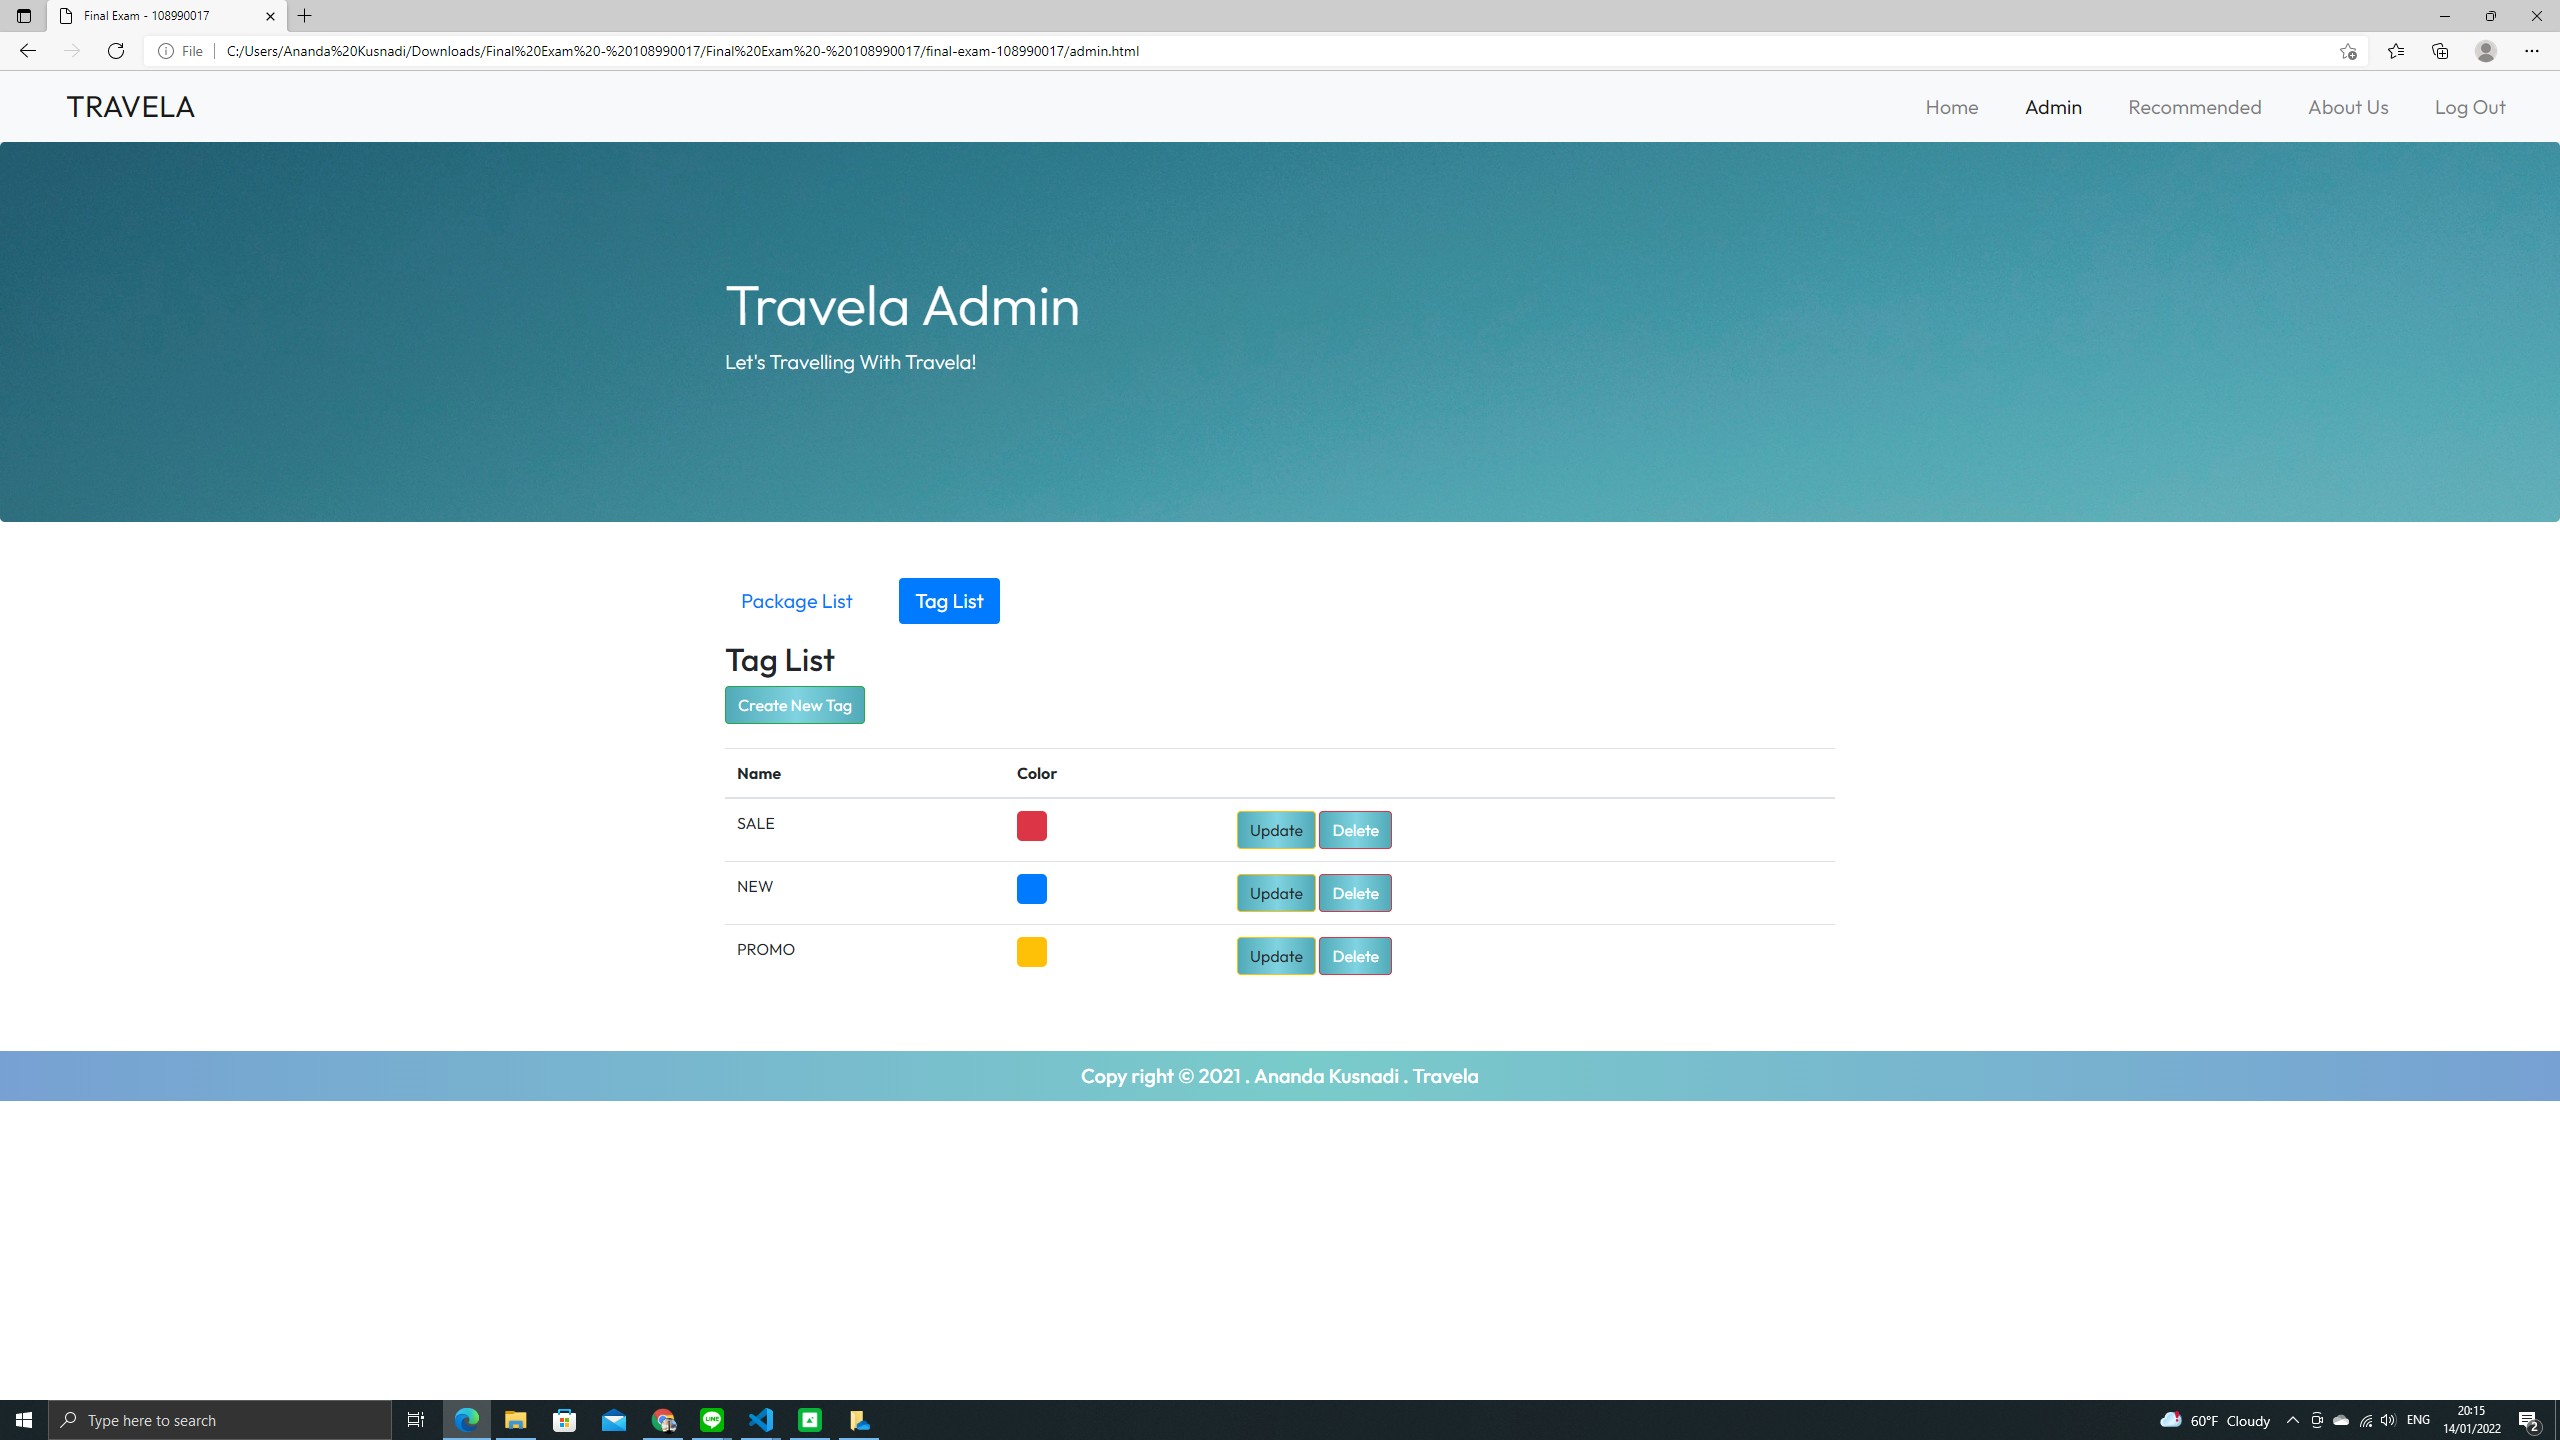 Final Exam - 108990017
File
C:/Users/Ananda%20Kusnadi/Downloads/Final%20Exam%20-%20108990017/Final%20Exam%20-%20108990017/final-exam-108990017/admin.html
TRAVELA
Home Admin Recommended About Us Log Out
Travela Admin
Let's Travelling With Travela!
Package List Tag List
Tag List
Create New Tag
Name Color
SALE Update Delete
NEW Update Delete
PROMO Update Delete
Copy right © 2021 . Ananda Kusnadi . Travela
Type here to search
60°F Cloudy
ENG
20:15
14/01/2022
2